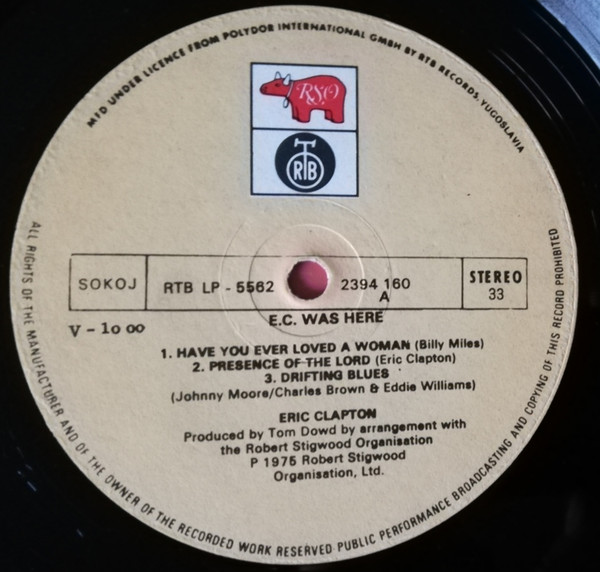 MFD UNDER LICENCE FROM POLYDOR INTERNATIONAL GMBH BY RTB RECORDS, YUGOSLAVIA
RSO
RTB
SOKOJ
RTB LP - 5562
2394 160
A
STEREO
33
V - 10 00
E.C. WAS HERE
1. HAVE YOU EVER LOVED A WOMAN (Billy Miles)
2. PRESENCE OF THE LORD (Eric Clapton)
3. DRIFTING BLUES
(Johnny Moore/Charles Brown & Eddie Williams)
ERIC CLAPTON
Produced by Tom Dowd by arrangement with
the Robert Stigwood Organisation
P 1975 Robert Stigwood
Organisation, Ltd.
ALL RIGHTS OF THE MANUFACTURER AND OF THE OWNER OF THE RECORDED WORK RESERVED PUBLIC PERFORMANCE BROADCASTING AND COPYING OF THIS RECORD PROHIBITED